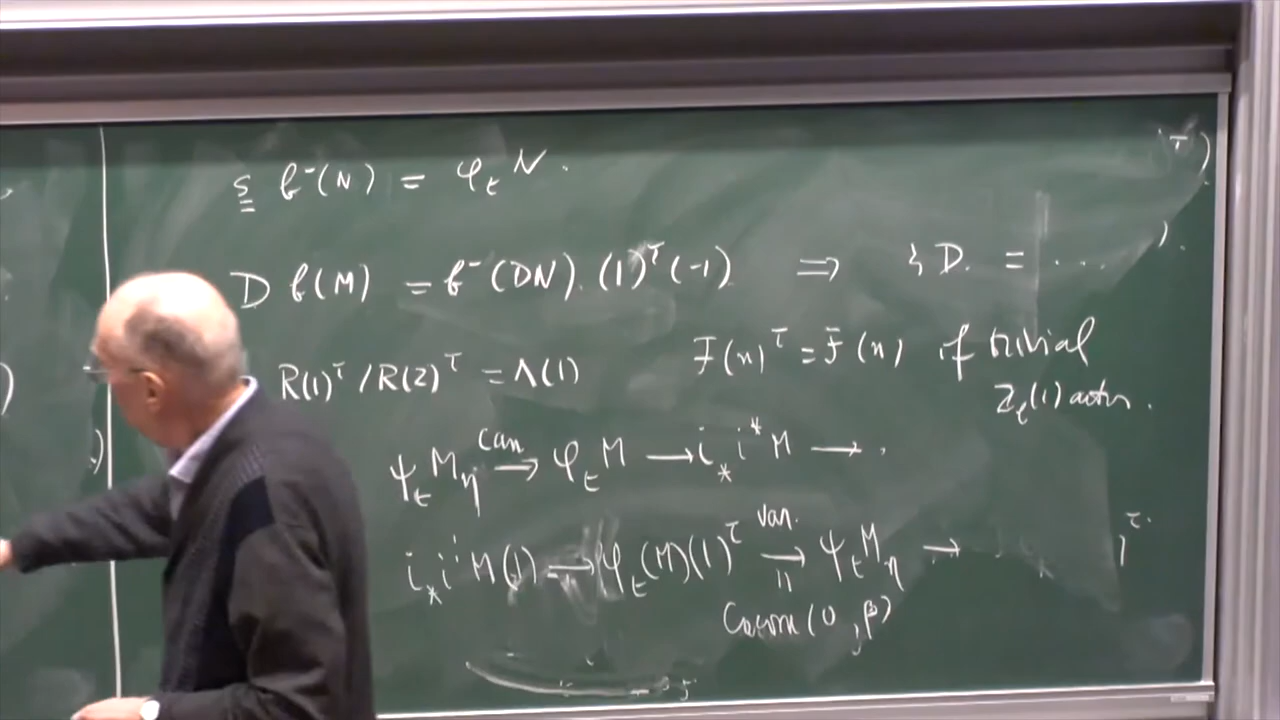 s b⁻(N) = φ_t N.
D b(M) = b⁻(DN).(1)^τ(-1) ⇒ D. = ...
R(1)^τ / R(2)^τ = Λ(1)
F(n)^τ = F(n) if trivial
Z_ℓ(1) action.
ψ_t M_η can→ φ_t M → i_* i^* M → .
i_* i^! M(1) → φ_t(M)(1)^τ var.→ ψ_t M_η →
Cocone(0, β)